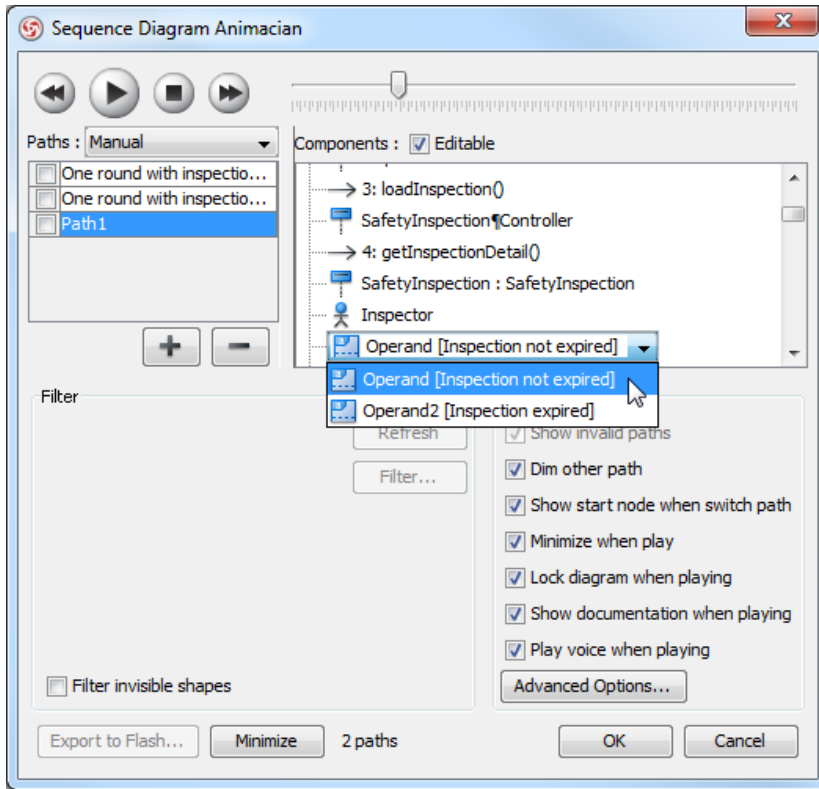 Sequence Diagram Animacian
Paths : Manual
Components : Editable
One round with inspectio...
One round with inspectio...
Path1
3: loadInspection()
SafetyInspection¶Controller
4: getInspectionDetail()
SafetyInspection : SafetyInspection
Inspector
Operand [Inspection not expired]
Operand [Inspection not expired]
Operand2 [Inspection expired]
Filter
Refresh
Filter...
Show invalid paths
Dim other path
Show start node when switch path
Minimize when play
Lock diagram when playing
Show documentation when playing
Play voice when playing
Filter invisible shapes
Advanced Options...
Export to Flash...
Minimize
2 paths
OK
Cancel